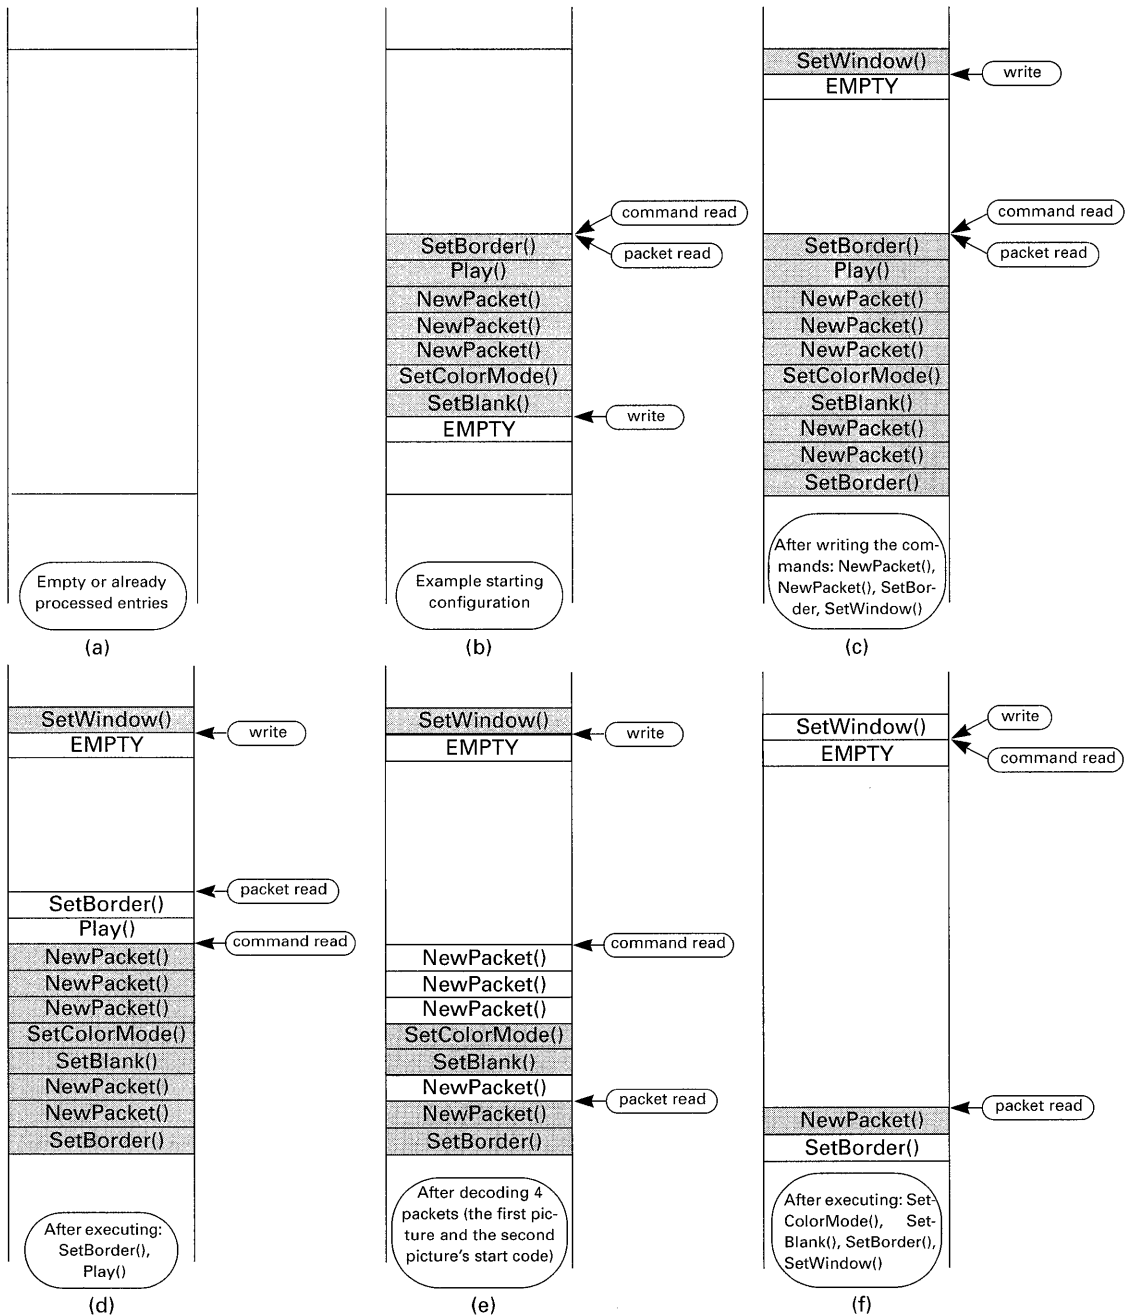 Empty or already
processed entries
(a)
command read
SetBorder()
packet read
Play()
NewPacket()
NewPacket()
NewPacket()
SetColorMode()
SetBlank()
write
EMPTY
Example starting
configuration
(b)
SetWindow()
write
EMPTY
command read
SetBorder()
packet read
Play()
NewPacket()
NewPacket()
NewPacket()
SetColorMode()
SetBlank()
NewPacket()
NewPacket()
SetBorder()
After writing the com-
mands: NewPacket(),
NewPacket(), SetBor-
der, SetWindow()
(c)
SetWindow()
write
EMPTY
packet read
SetBorder()
Play()
command read
NewPacket()
NewPacket()
NewPacket()
SetColorMode()
SetBlank()
NewPacket()
NewPacket()
SetBorder()
After executing:
SetBorder(),
Play()
(d)
SetWindow()
write
EMPTY
command read
NewPacket()
NewPacket()
NewPacket()
SetColorMode()
SetBlank()
NewPacket()
packet read
NewPacket()
SetBorder()
After decoding 4
packets (the first pic-
ture and the second
picture's start code)
(e)
write
SetWindow()
EMPTY
command read
packet read
NewPacket()
SetBorder()
After executing: Set-
ColorMode(), Set-
Blank(), SetBorder(),
SetWindow()
(f)